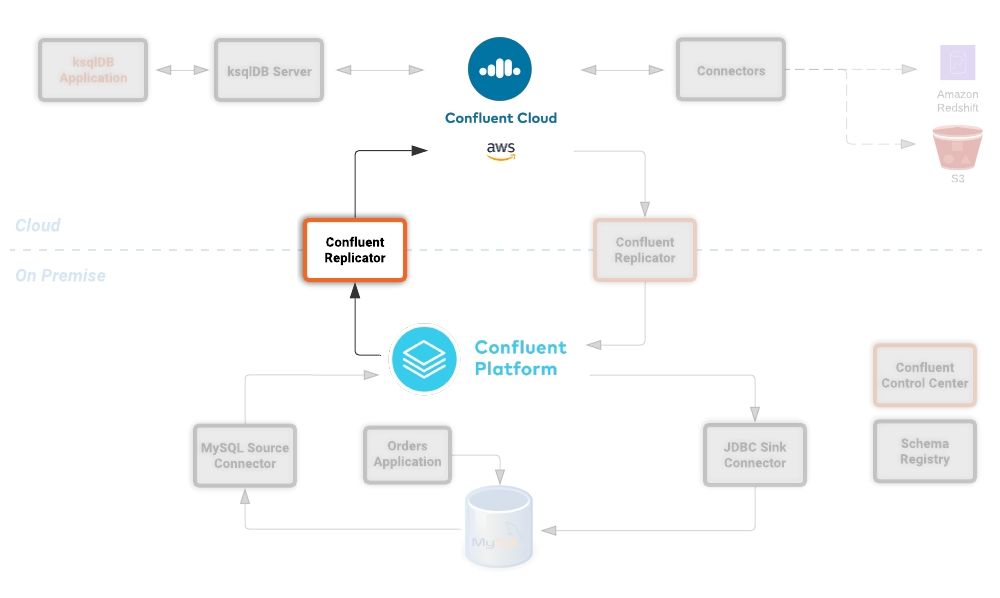 ksqlDB
Application
ksqlDB Server
Confluent Cloud
aws
Connectors
Amazon
Redshift
S3
Cloud
On Premise
Confluent
Replicator
Confluent
Replicator
Confluent
Platform
Confluent
Control Center
MySQL Source
Connector
Orders
Application
JDBC Sink
Connector
Schema
Registry
MySQL